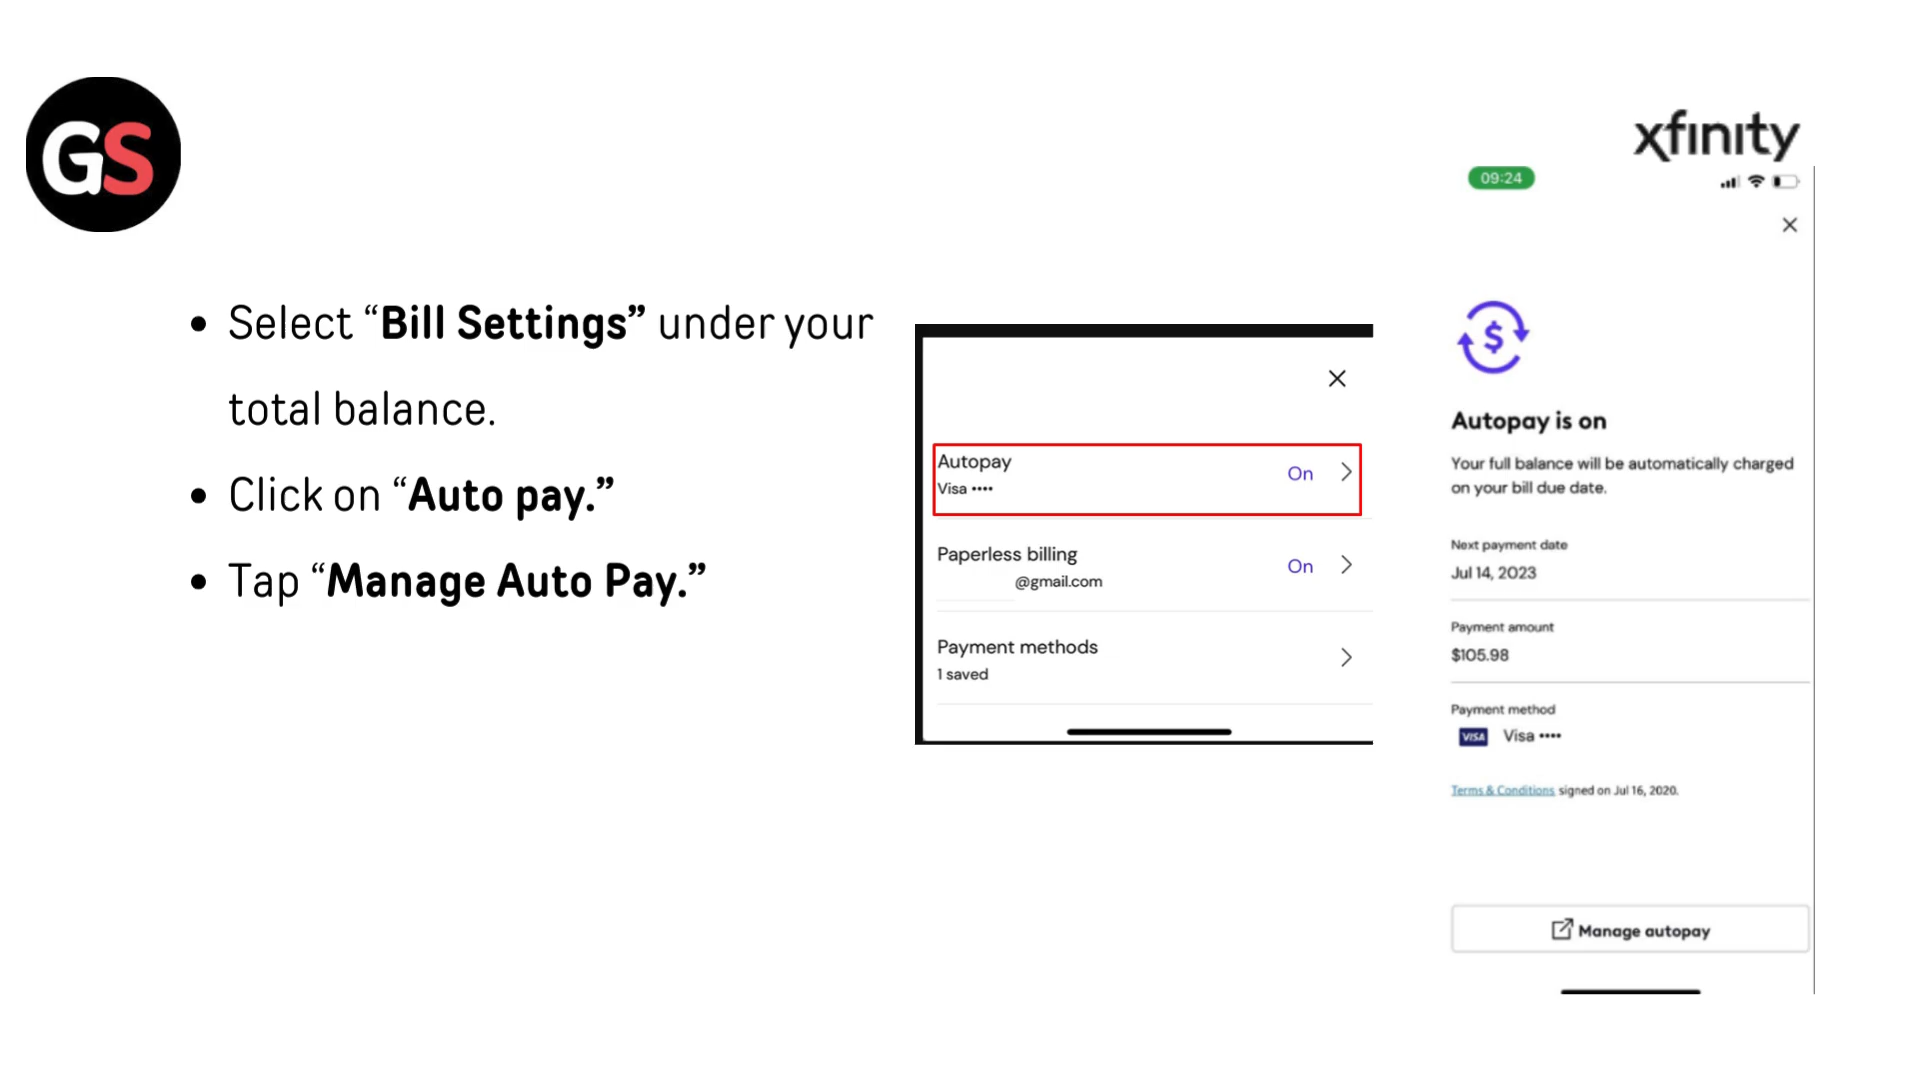 GS
• Select “Bill Settings” under your
total balance.
• Click on “Auto pay.”
• Tap “Manage Auto Pay.”
Autopay
Visa ••••
On
Paperless billing
@gmail.com
On
Payment methods
1 saved
xfinity
09:24
$
Autopay is on
Your full balance will be automatically charged
on your bill due date.
Next payment date
Jul 14, 2023
Payment amount
$105.98
Payment method
VISA Visa ••••
Terms & Conditions signed on Jul 16, 2020.
Manage autopay